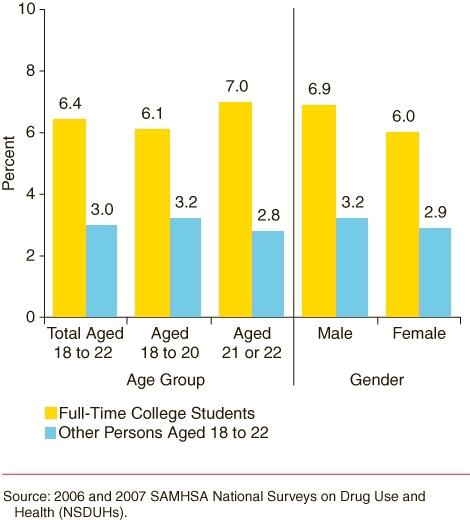 10
8
6
4
2
0
Percent
6.4
3.0
6.1
3.2
7.0
2.8
6.9
3.2
6.0
2.9
Total Aged
18 to 22
Aged
18 to 20
Aged
21 or 22
Male
Female
Age Group
Gender
Full-Time College Students
Other Persons Aged 18 to 22
Source: 2006 and 2007 SAMHSA National Surveys on Drug Use and
Health (NSDUHs).